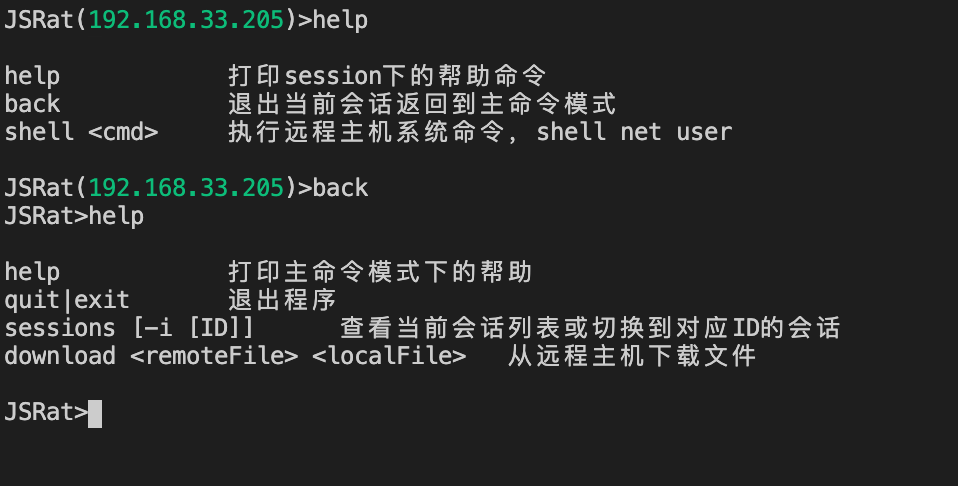 JSRat(192.168.33.205)>help
help 打印session下的帮助命令
back 退出当前会话返回到主命令模式
shell <cmd> 执行远程主机系统命令, shell net user
JSRat(192.168.33.205)>back
JSRat>help
help 打印主命令模式下的帮助
quit|exit 退出程序
sessions [-i [ID]] 查看当前会话列表或切换到对应ID的会话
download <remoteFile> <localFile> 从远程主机下载文件
JSRat>